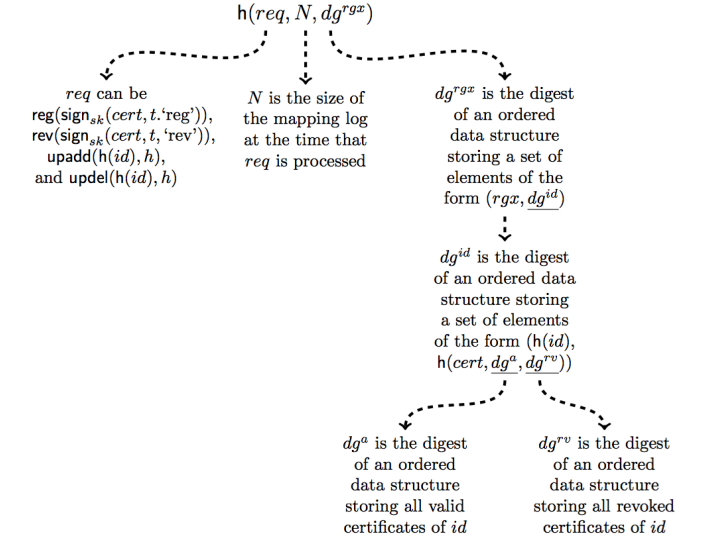 h(req, N, dg^{rgx})
req can be
reg(sign_{sk}(cert, t.‘reg’)),
rev(sign_{sk}(cert, t, ‘rev’)),
upadd(h(id), h),
and updel(h(id), h)
N is the size of
the mapping log
at the time that
req is processed
dg^{rgx} is the digest
of an ordered
data structure
storing a set of
elements of the
form (rgx, dg^{id})
dg^{id} is the digest
of an ordered data
structure storing
a set of elements
of the form (h(id),
h(cert, dg^{a}, dg^{rv}))
dg^{a} is the digest
of an ordered
data structure
storing all valid
certificates of id
dg^{rv} is the digest
of an ordered
data structure
storing all revoked
certificates of id